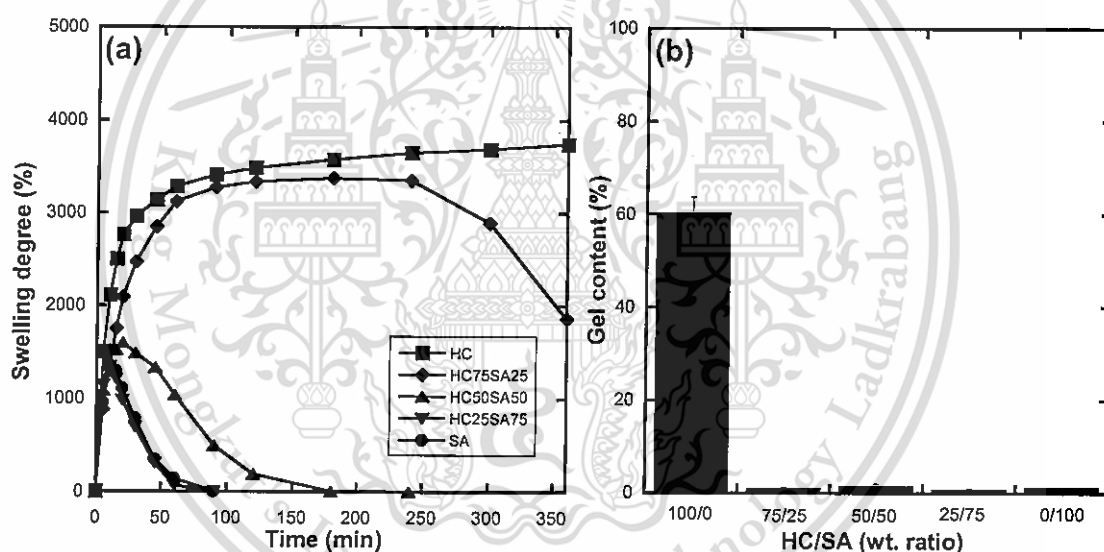 (a)
5000
4000
3000
2000
1000
0
Swelling degree (%)
0 50 100 150 200 250 300 350
Time (min)
HC
HC75SA25
HC50SA50
HC25SA75
SA
(b)
100
80
60
40
20
0
Gel content (%)
100/0 75/25 50/50 25/75 0/100
HC/SA (wt. ratio)
Ladkrabang